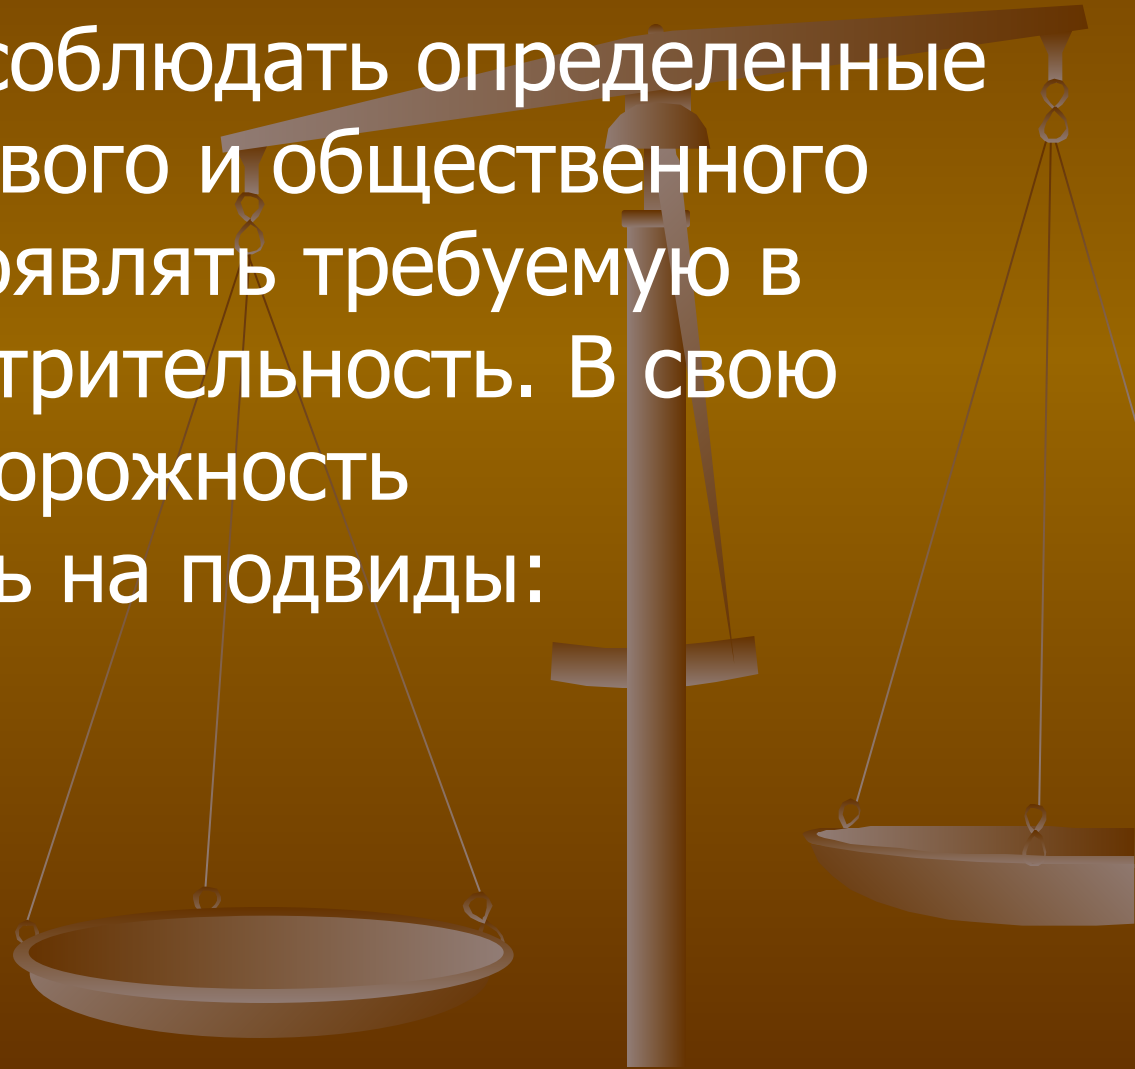 соблюдать определенные
вого и общественного
оявлять требуемую в
трительность. В свою
орожность
ь на подвиды: